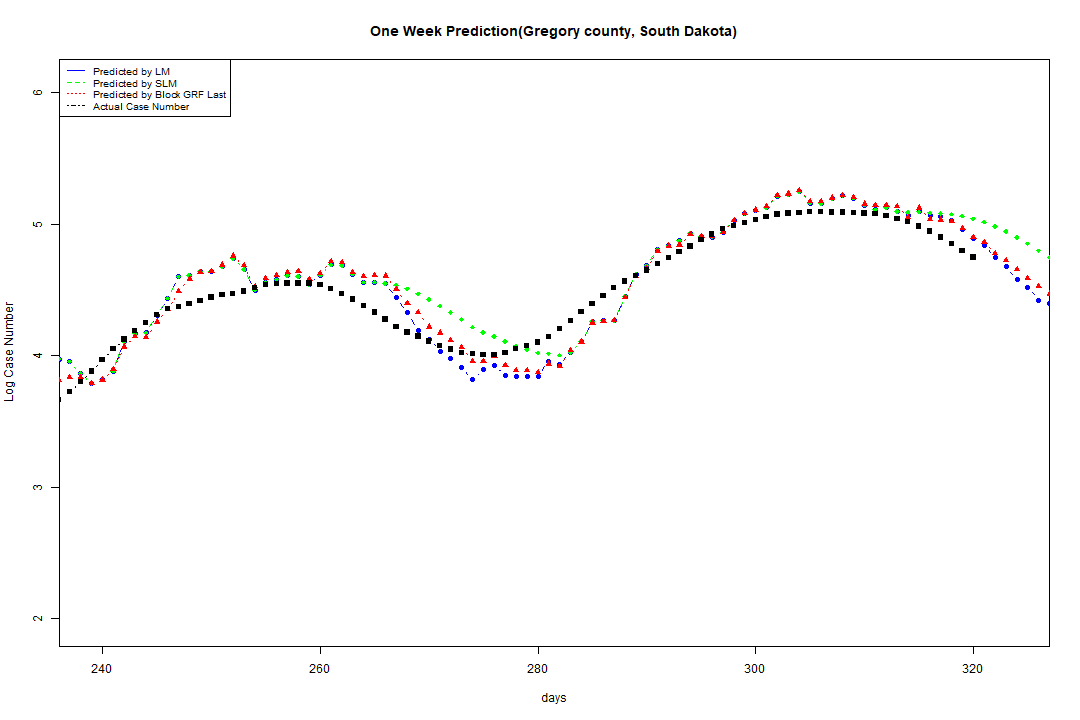 One Week Prediction(Gregory county, South Dakota)
Predicted by LM
Predicted by SLM
Predicted by Block GRF Last
Actual Case Number
6
5
4
3
2
Log Case Number
240 260 280 300 320
days